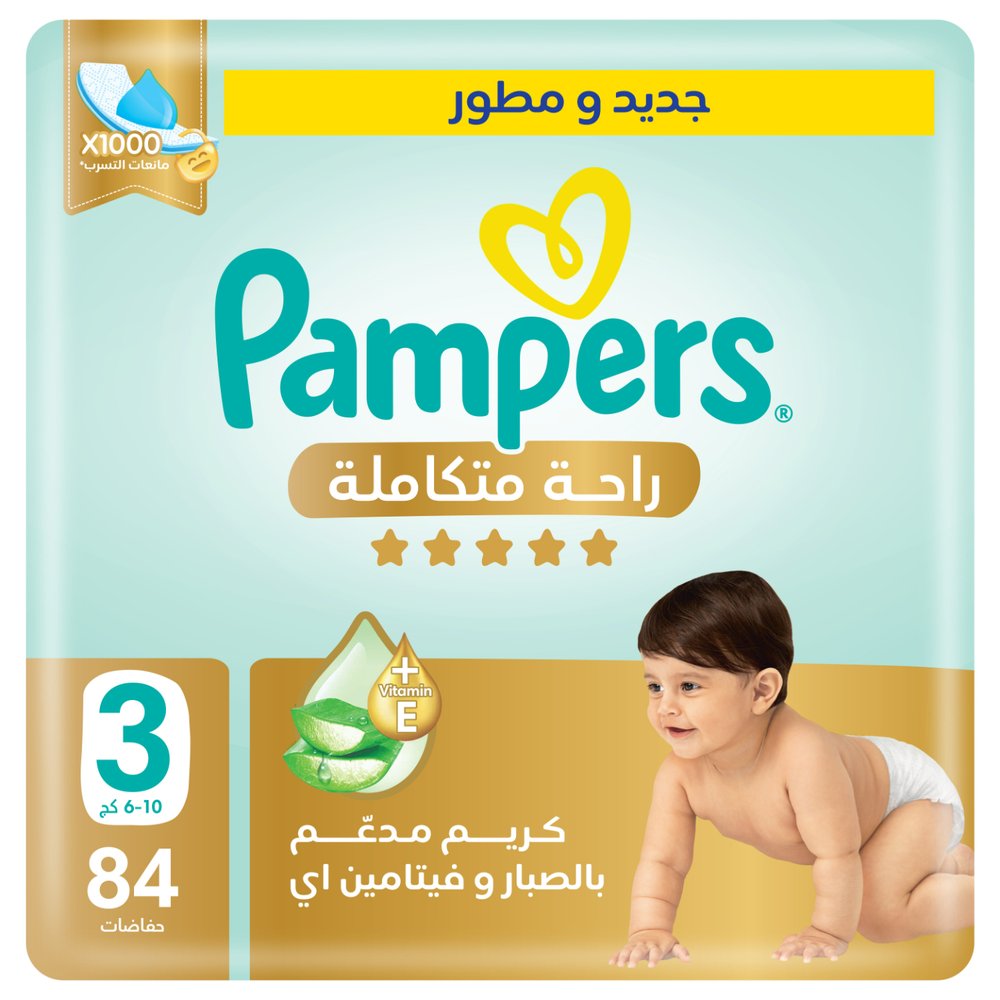 X1000
مانعات التسرب*
جديد و مطور
Pampers®
راحة متكاملة
+
Vitamin
E
3
6-10 كج
84
حفاضات
كريم مدعّم
بالصبار و فيتامين اي